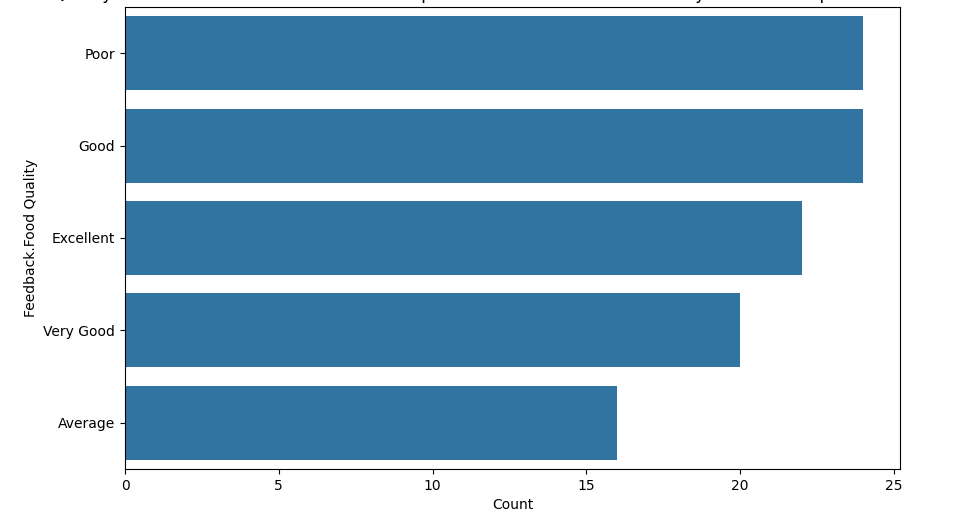 Poor
Good
Excellent
Very Good
Average
Feedback.Food Quality
0 5 10 15 20 25
Count